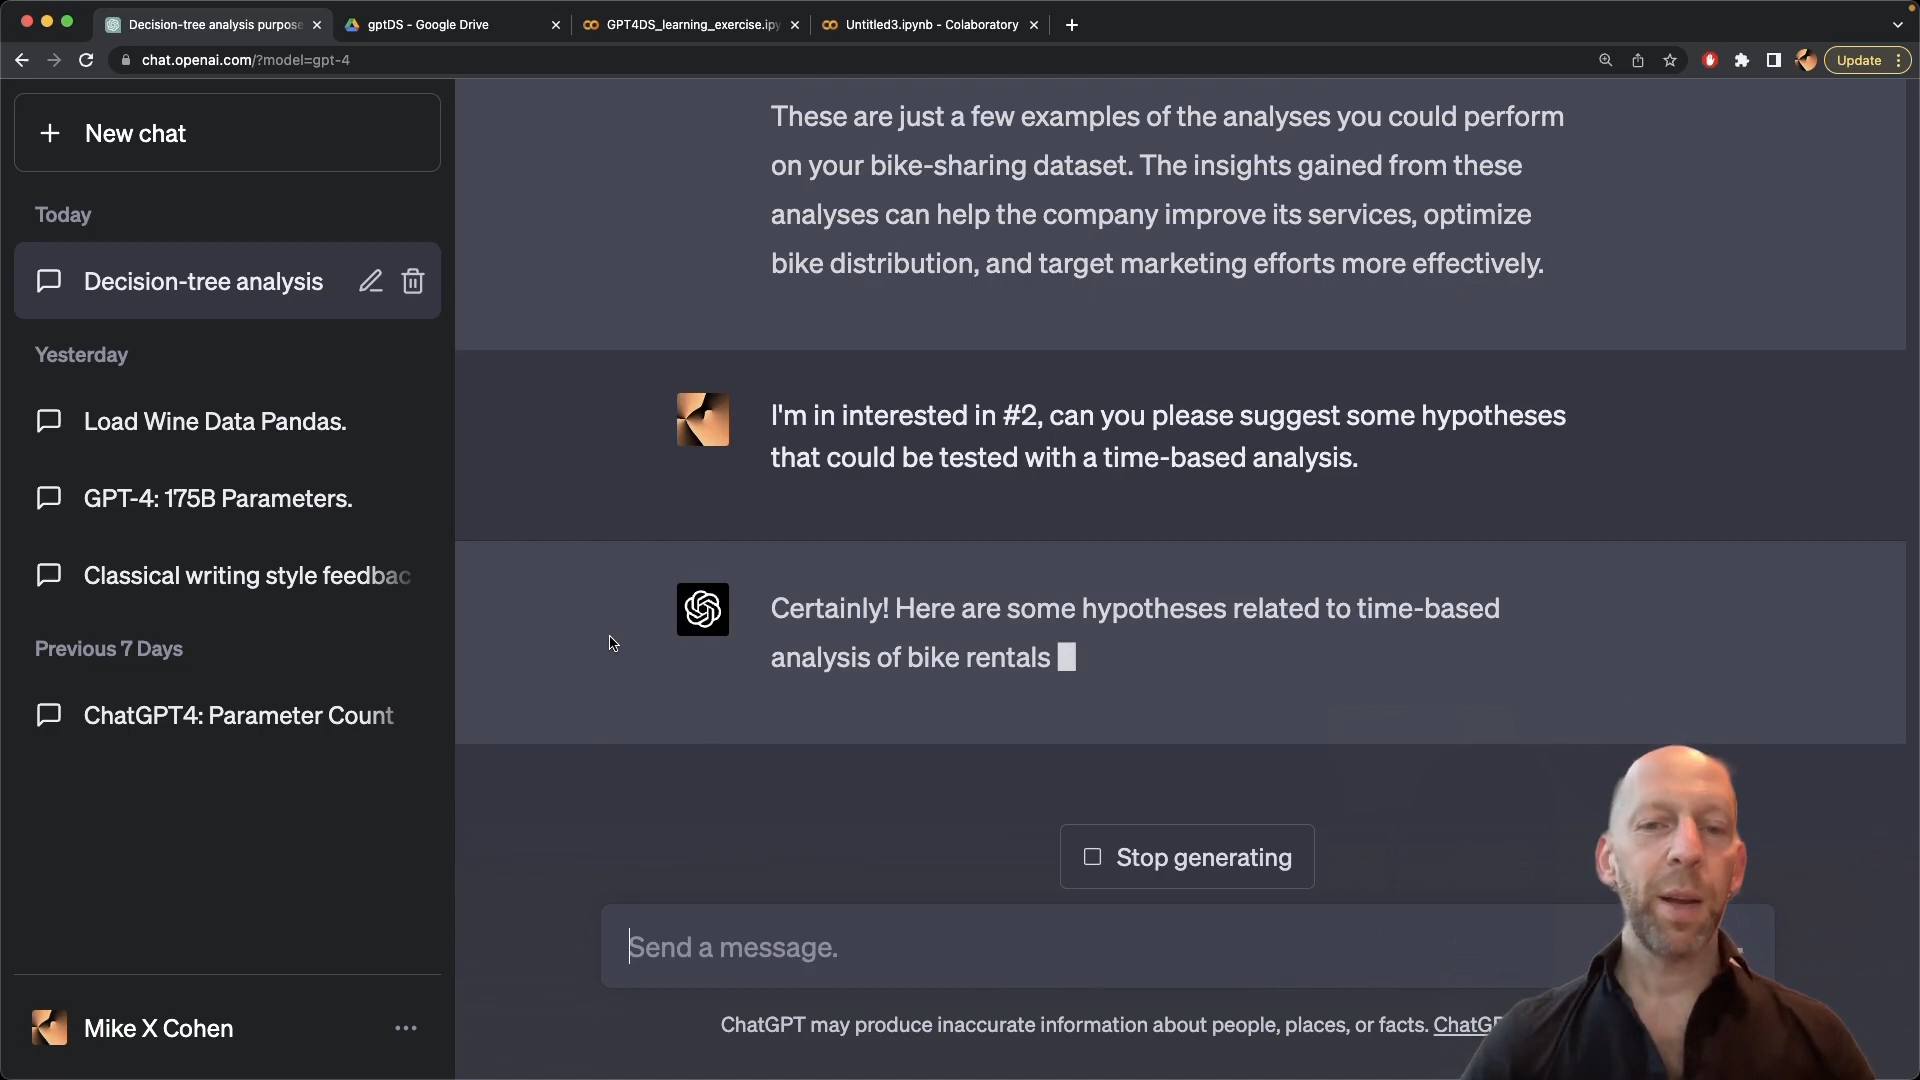 Decision-tree analysis purpose
gptDS - Google Drive
GPT4DS_learning_exercise.ipy
Untitled3.ipynb - Colaboratory
chat.openai.com/?model=gpt-4
Update
New chat
Today
Decision-tree analysis
Yesterday
Load Wine Data Pandas.
GPT-4: 175B Parameters.
Classical writing style feedbac
Previous 7 Days
ChatGPT4: Parameter Count
Mike X Cohen
These are just a few examples of the analyses you could perform
on your bike-sharing dataset. The insights gained from these
analyses can help the company improve its services, optimize
bike distribution, and target marketing efforts more effectively.
I'm in interested in #2, can you please suggest some hypotheses
that could be tested with a time-based analysis.
Certainly! Here are some hypotheses related to time-based
analysis of bike rentals
Stop generating
Send a message.
ChatGPT may produce inaccurate information about people, places, or facts. ChatGP